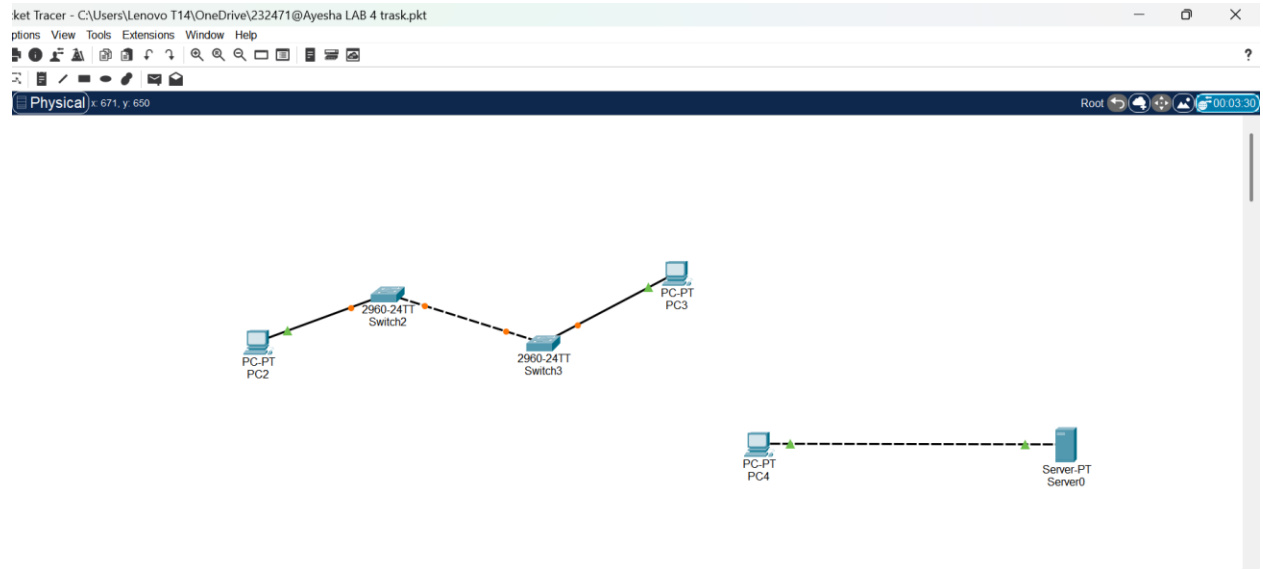 cket Tracer - C:\Users\Lenovo T14\OneDrive\232471@Ayesha LAB 4 trask.pkt
ptions View Tools Extensions Window Help
?
Physical x: 671, y: 650
Root
00:03:30
PC-PT
PC3
2960-24TT
Switch2
2960-24TT
Switch3
PC-PT
PC2
PC-PT
PC4
Server-PT
Server0